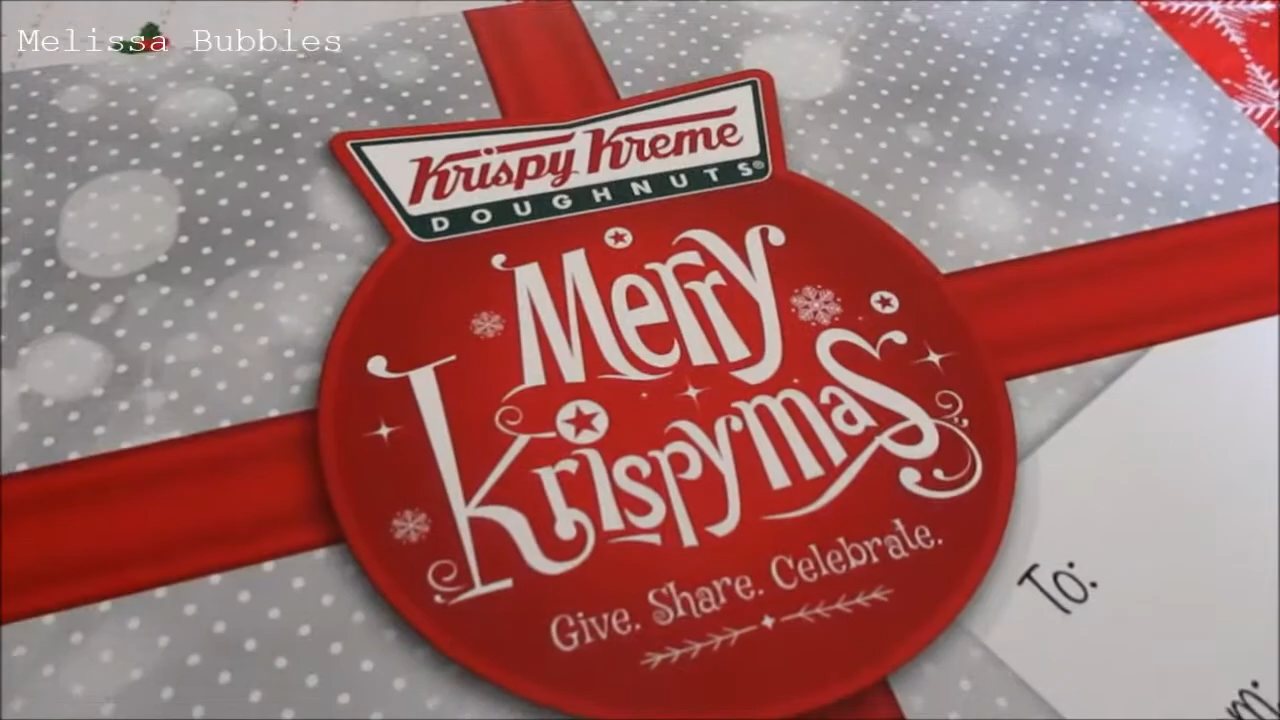 Melissa Bubbles
Krispy Kreme
DOUGHNUTS®
Merry
Krispymas
Give. Share. Celebrate.
To: